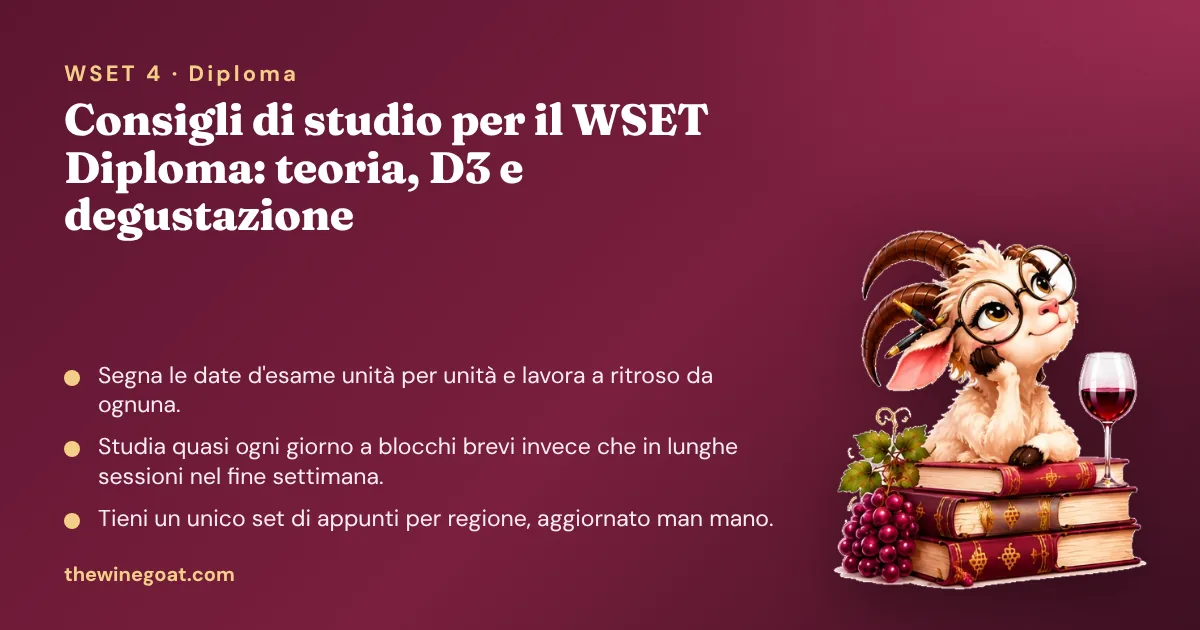 WSET 4 · Diploma
Consigli di studio per il WSET
Diploma: teoria, D3 e
degustazione
Segna le date d'esame unità per unità e lavora a ritroso da
ognuna.
Studia quasi ogni giorno a blocchi brevi invece che in lunghe
sessioni nel fine settimana.
Tieni un unico set di appunti per regione, aggiornato man mano.
thewinegoat.com